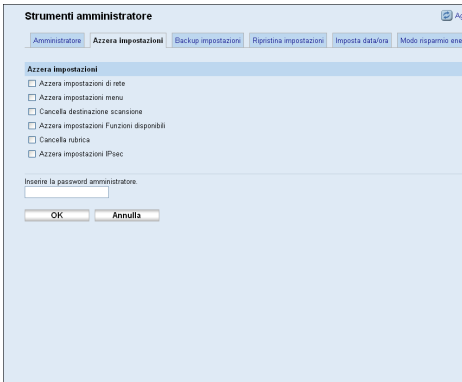 Strumenti amministratore
Amministratore Azzera impostazioni Backup impostazioni Ripristina impostazioni Imposta data/ora Modo risparmio ene
Azzera impostazioni
Azzera impostazioni di rete
Azzera impostazioni menu
Cancella destinazione scansione
Azzera impostazioni Funzioni disponibili
Cancella rubrica
Azzera impostazioni IPsec
Inserire la password amministratore.
OK Annulla